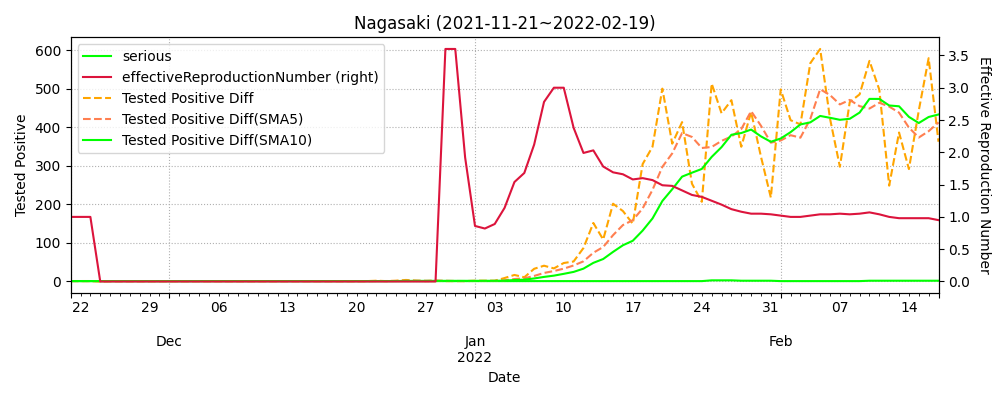 Nagasaki (2021-11-21~2022-02-19)
serious
effectiveReproductionNumber (right)
Tested Positive Diff
Tested Positive Diff(SMA5)
Tested Positive Diff(SMA10)
Tested Positive
600
500
400
300
200
100
0
3.5
3.0
2.5
2.0
1.5
1.0
0.5
0.0
Effective Reproduction Number
22 29 06 13 20 27 03 10 17 24 31 07 14
Dec Jan Feb
2022
Date